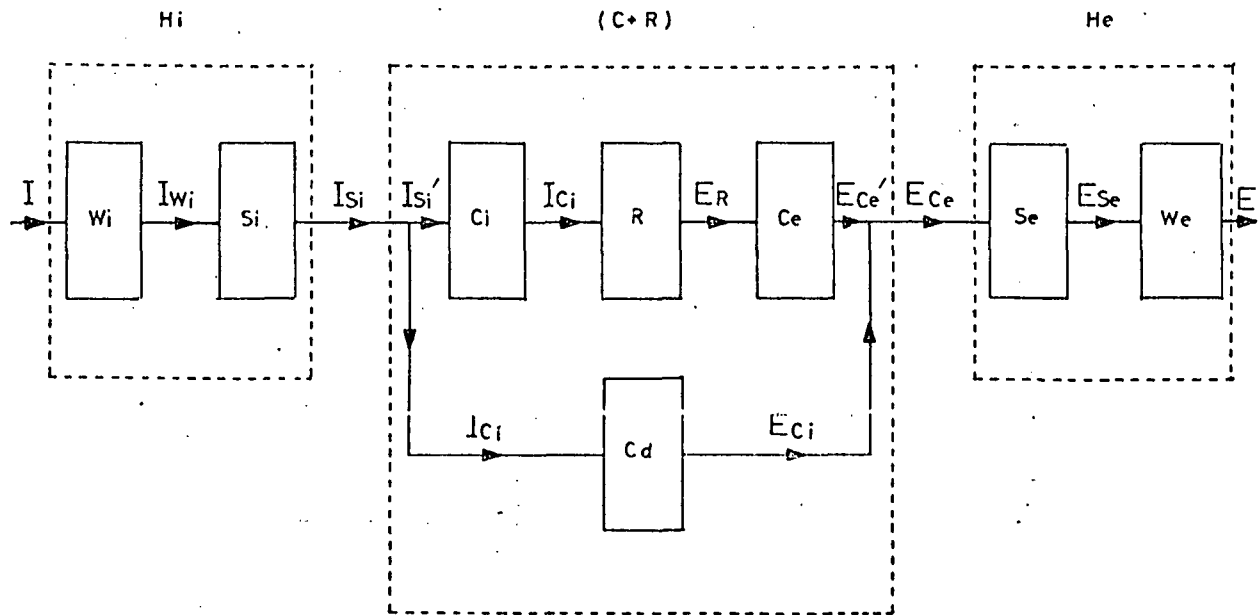 Hi (C+R) He
I IWi ISi ISi′ ICi ER ECe′ ECe ESe E
Wi Si Ci R Ce Se We
ICi ECi
Cd